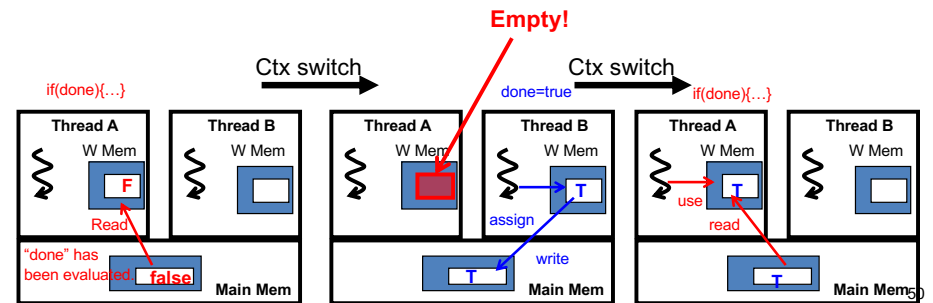 Empty!
Ctx switch
Ctx switch
if(done){…}
done=true
if(done){…}
Thread A
Thread B
Thread A
Thread B
Thread A
Thread B
W Mem
W Mem
W Mem
W Mem
W Mem
W Mem
F
T
T
Read
assign
use
read
"done" has
been evaluated.
write
false
T
T
Main Mem
Main Mem
Main Mem
50